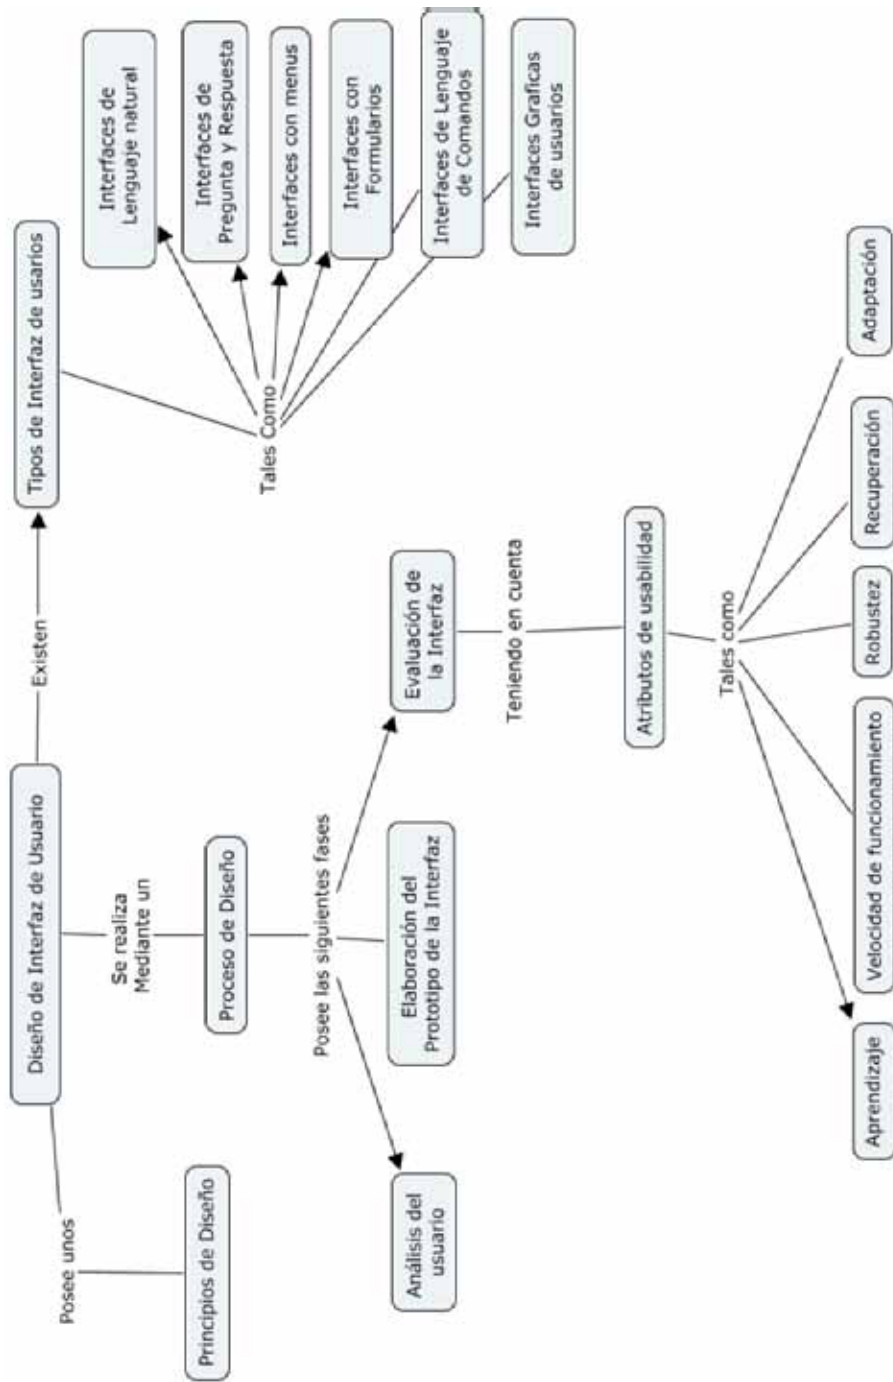 Diseño de Interfaz de Usuario
Existen
Tipos de Interfaz de usarios
Posee unos
Principios de Diseño
Se realiza
Mediante un
Proceso de Diseño
Posee las siguientes fases
Análisis del
usuario
Elaboración del
Prototipo de la Interfaz
Evaluación de
la Interfaz
Teniendo en cuenta
Atributos de usabilidad
Tales como
Aprendizaje
Velocidad de funcionamiento
Robustez
Recuperación
Adaptación
Tales Como
Interfaces de
Lenguaje natural
Interfaces de
Pregunta y Respuesta
Interfaces con menus
Interfaces con
Formularios
Interfaces de Lenguaje
de Comandos
Interfaces Graficas
de usuarios